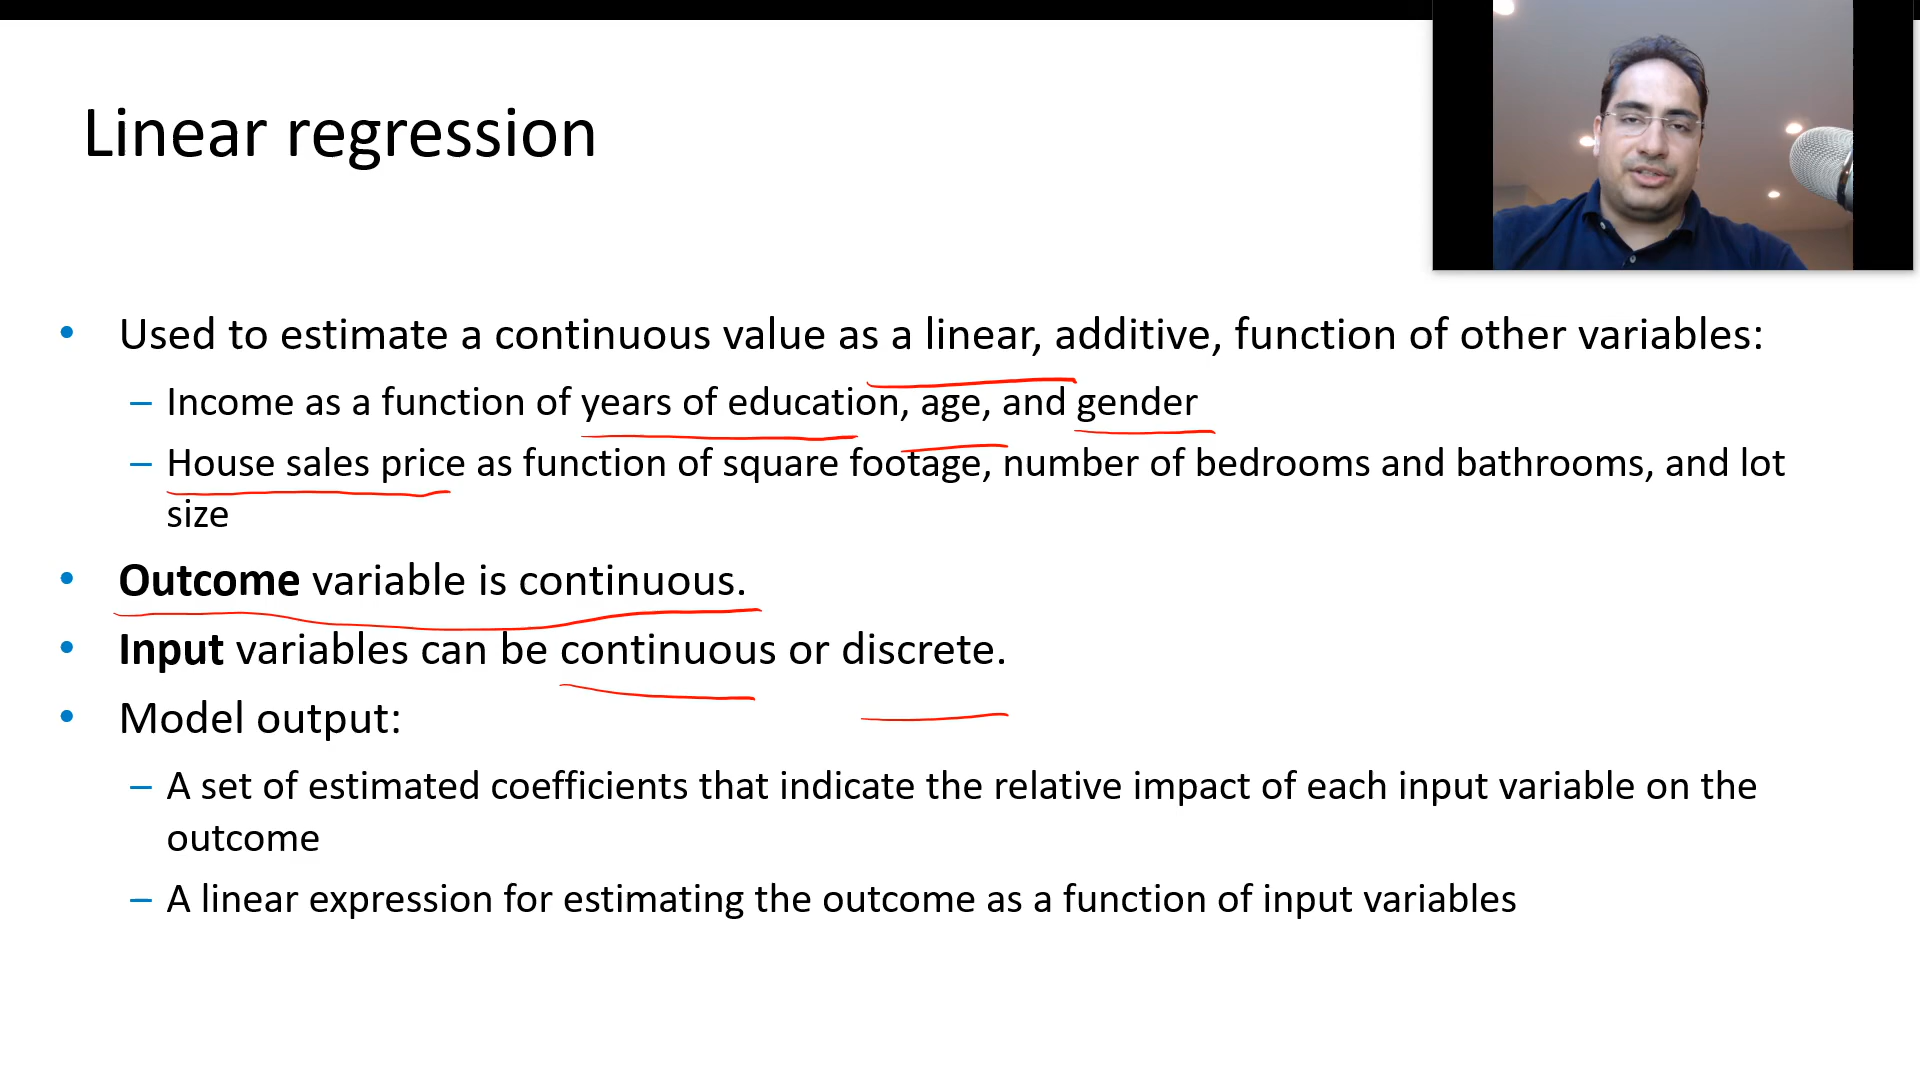 Linear regression
• Used to estimate a continuous value as a linear, additive, function of other variables:
– Income as a function of years of education, age, and gender
– House sales price as function of square footage, number of bedrooms and bathrooms, and lot
size
• Outcome variable is continuous.
• Input variables can be continuous or discrete.
• Model output:
– A set of estimated coefficients that indicate the relative impact of each input variable on the
outcome
– A linear expression for estimating the outcome as a function of input variables